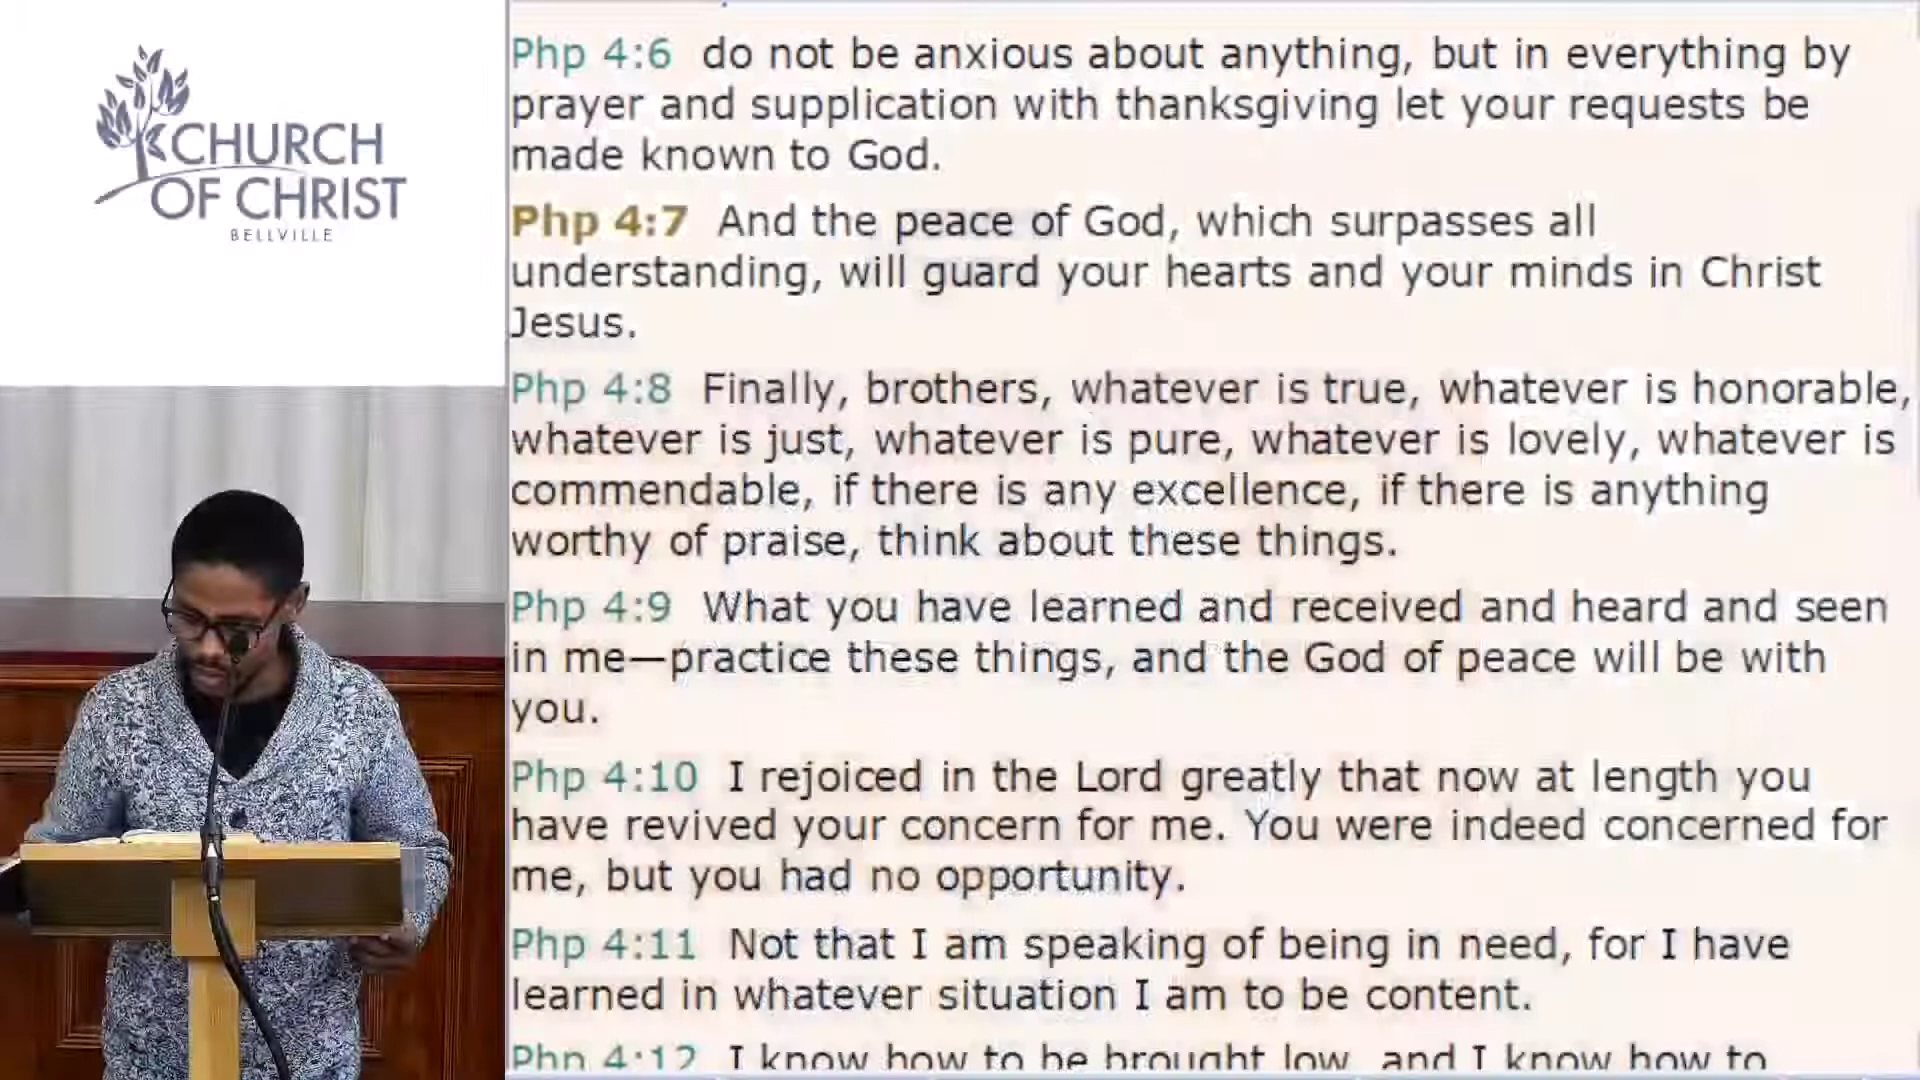 CHURCH
OF CHRIST
BELLVILLE
Php 4:6 do not be anxious about anything, but in everything by
prayer and supplication with thanksgiving let your requests be
made known to God.
Php 4:7 And the peace of God, which surpasses all
understanding, will guard your hearts and your minds in Christ
Jesus.
Php 4:8 Finally, brothers, whatever is true, whatever is honorable,
whatever is just, whatever is pure, whatever is lovely, whatever is
commendable, if there is any excellence, if there is anything
worthy of praise, think about these things.
Php 4:9 What you have learned and received and heard and seen
in me—practice these things, and the God of peace will be with
you.
Php 4:10 I rejoiced in the Lord greatly that now at length you
have revived your concern for me. You were indeed concerned for
me, but you had no opportunity.
Php 4:11 Not that I am speaking of being in need, for I have
learned in whatever situation I am to be content.
Php 4:12 I know how to be brought low, and I know how to